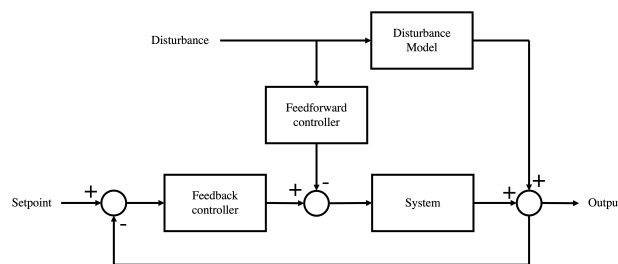 Disturbance
Disturbance
Model
Feedforward
controller
-
+
+
+
+
Setpoint
Feedback
controller
System
Outpu
-